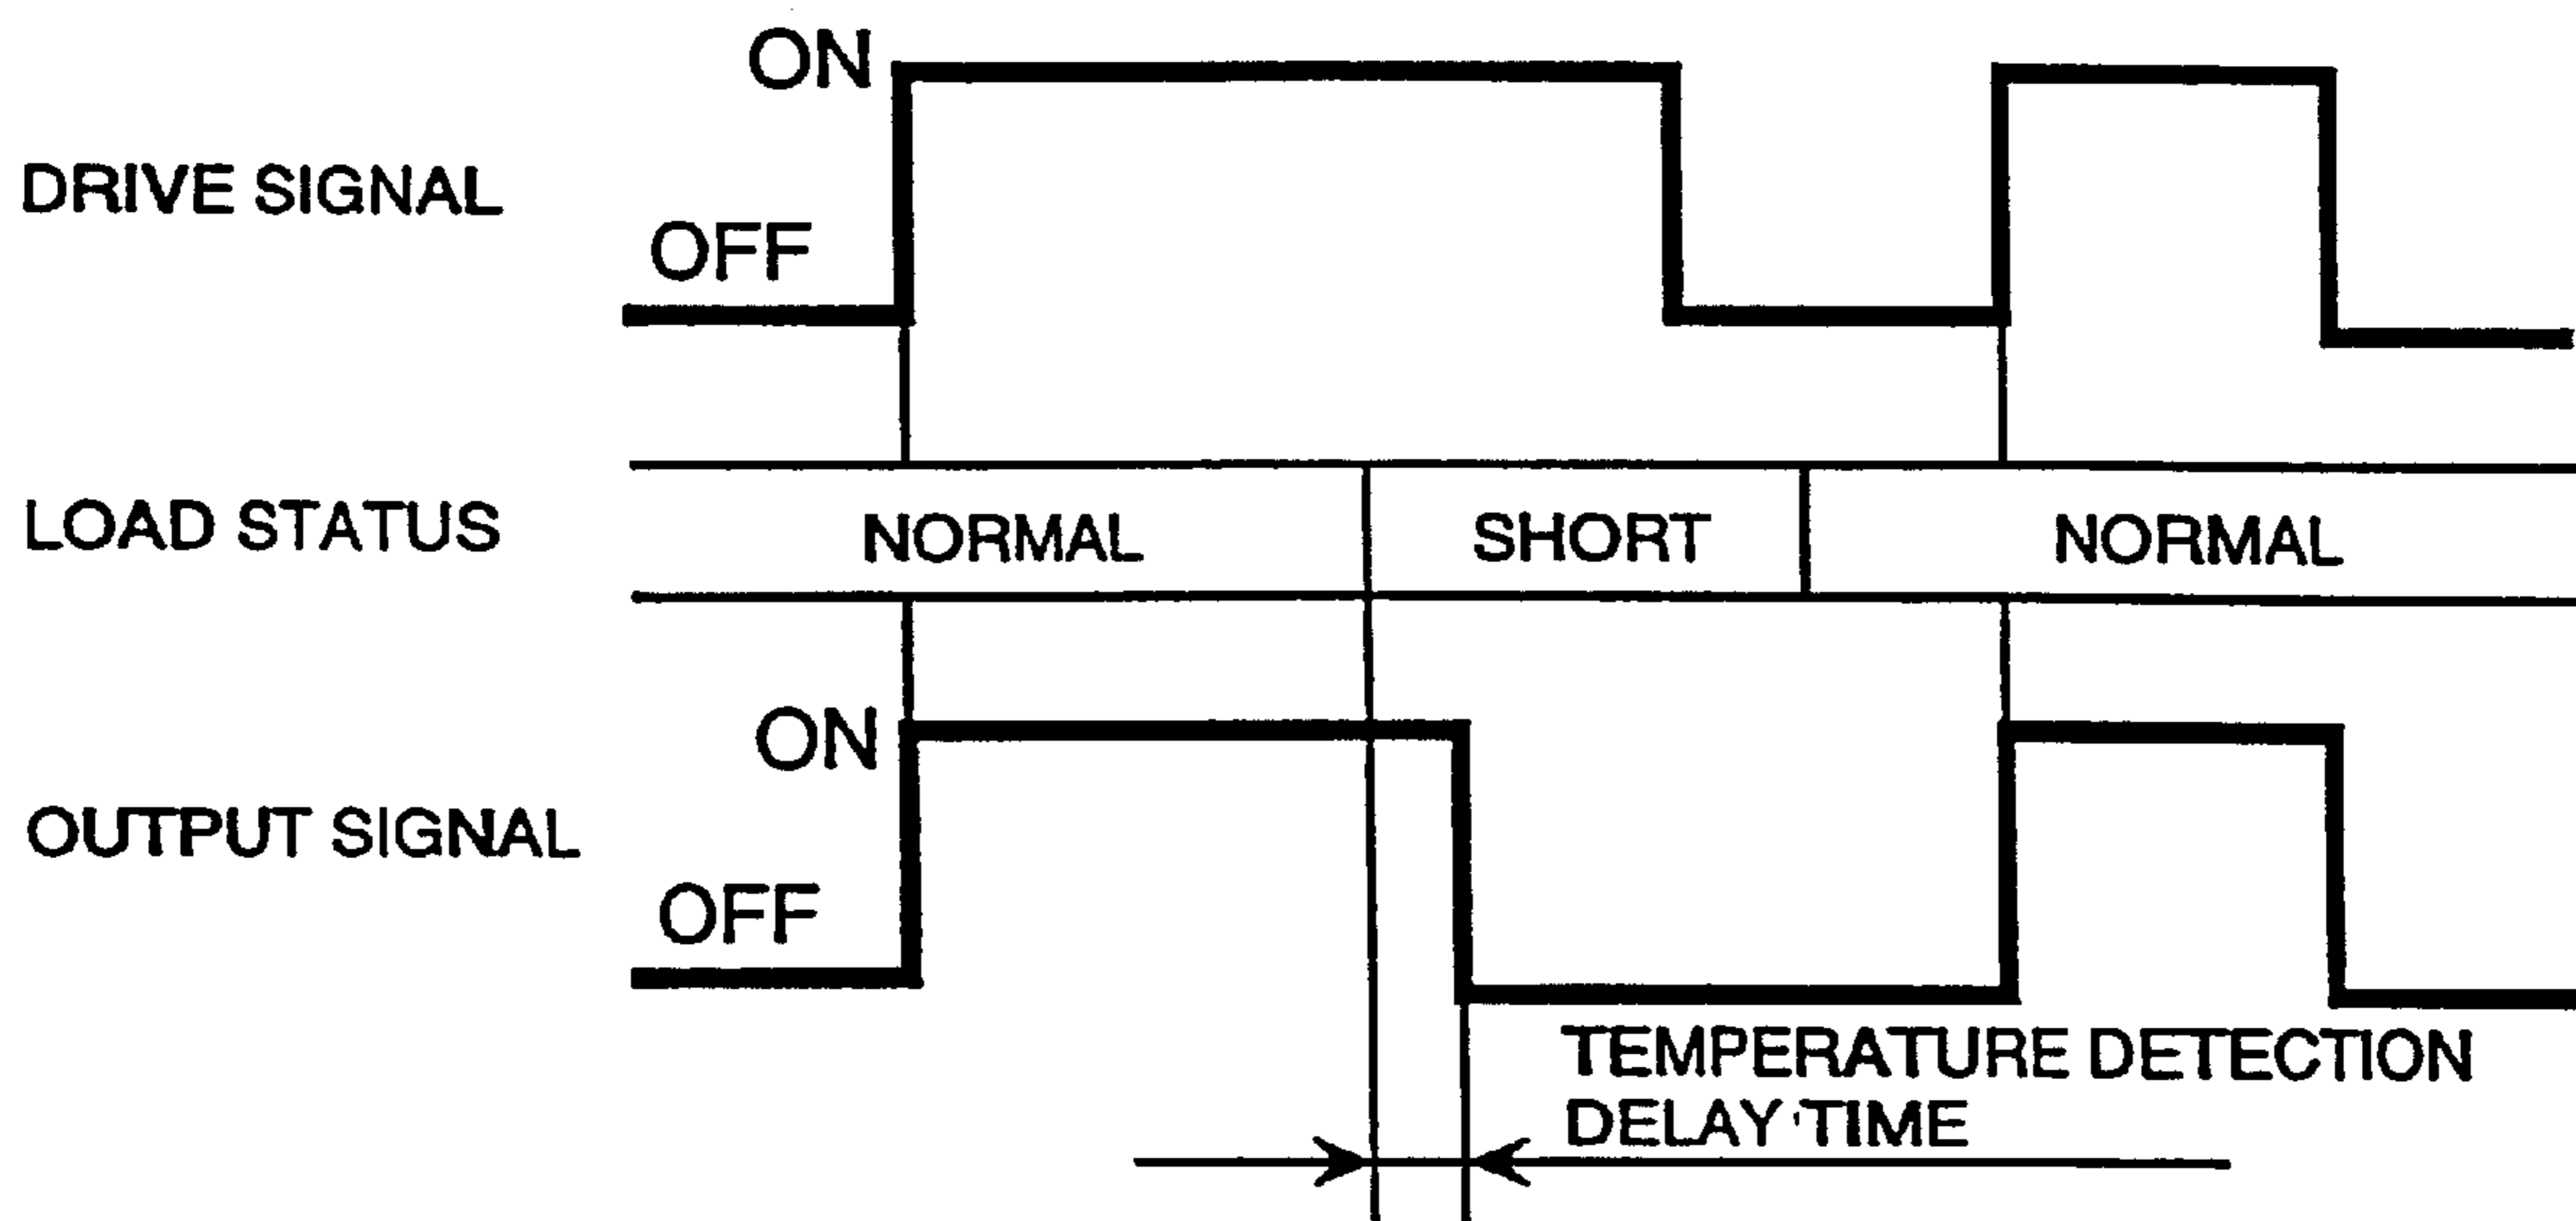 ON
DRIVE SIGNAL
OFF
LOAD STATUS
NORMAL
SHORT
NORMAL
ON
OUTPUT SIGNAL
OFF
TEMPERATURE DETECTION
DELAY TIME